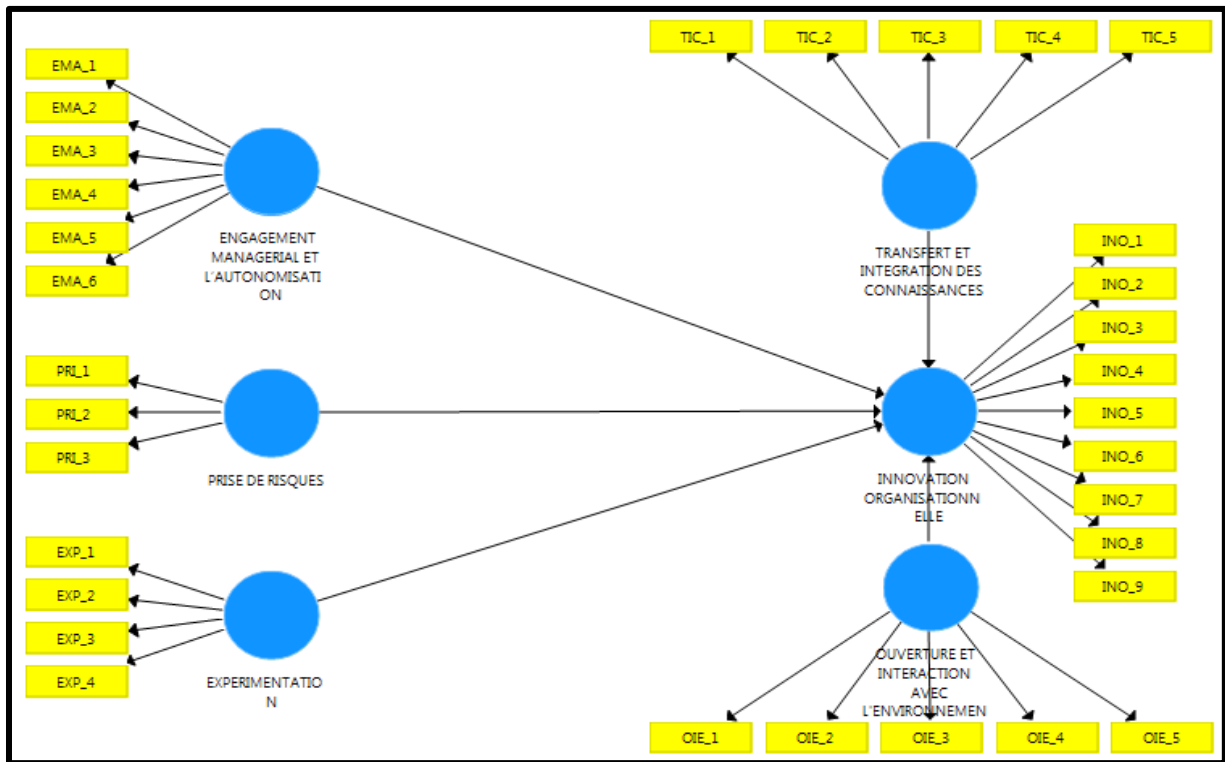 EMA_1
EMA_2
EMA_3
EMA_4
EMA_5
EMA_6
ENGAGEMENT
MANAGERIAL ET
L'AUTONOMISATI
ON
PRI_1
PRI_2
PRI_3
PRISE DE RISQUES
EXP_1
EXP_2
EXP_3
EXP_4
EXPERIMENTATIO
N
TIC_1
TIC_2
TIC_3
TIC_4
TIC_5
TRANSFERT ET
INTEGRATION DES
CONNAISSANCES
INO_1
INO_2
INO_3
INO_4
INO_5
INO_6
INO_7
INO_8
INO_9
INNOVATION
ORGANISATIONN
ELLE
OUVERTURE ET
INTERACTION
AVEC
L'ENVIRONNEMEN
OIE_1
OIE_2
OIE_3
OIE_4
OIE_5